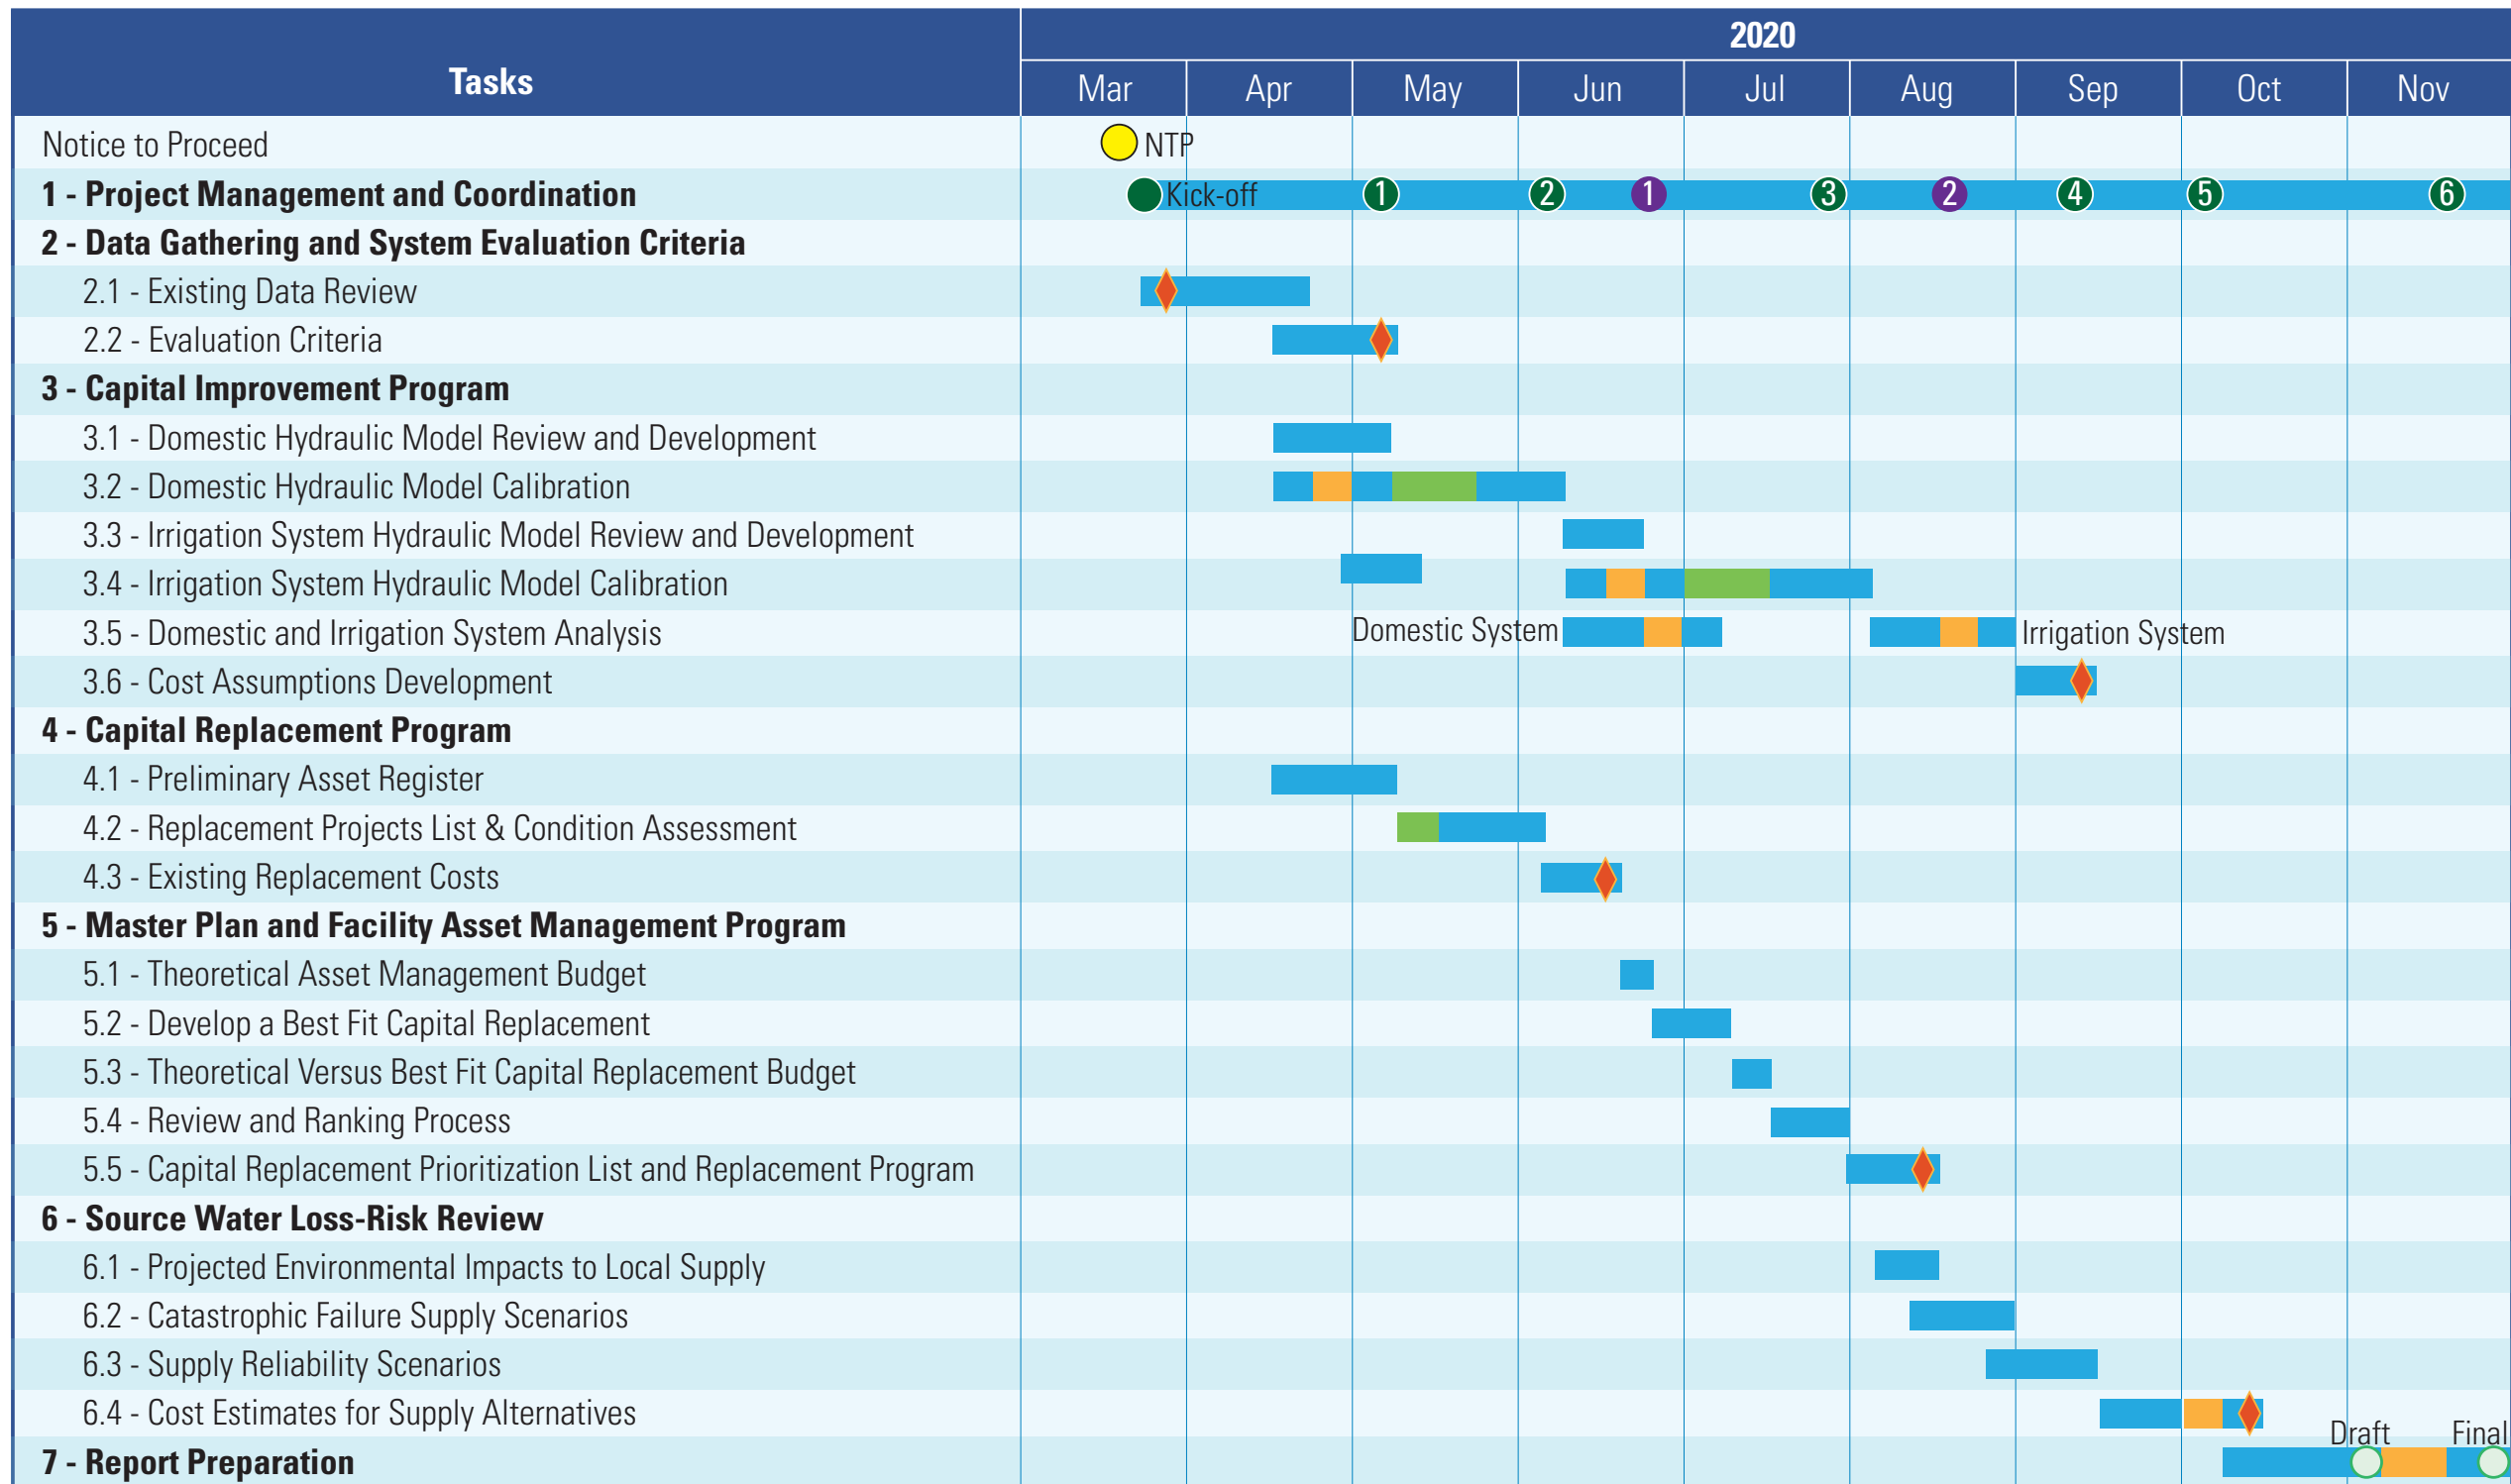 2020
Tasks
Mar Apr May Jun Jul Aug Sep Oct Nov
Notice to Proceed NTP
1 - Project Management and Coordination Kick-off 1 2 1 3 2 4 5 6
2 - Data Gathering and System Evaluation Criteria
2.1 - Existing Data Review
2.2 - Evaluation Criteria
3 - Capital Improvement Program
3.1 - Domestic Hydraulic Model Review and Development
3.2 - Domestic Hydraulic Model Calibration
3.3 - Irrigation System Hydraulic Model Review and Development
3.4 - Irrigation System Hydraulic Model Calibration
3.5 - Domestic and Irrigation System Analysis Domestic System Irrigation System
3.6 - Cost Assumptions Development
4 - Capital Replacement Program
4.1 - Preliminary Asset Register
4.2 - Replacement Projects List & Condition Assessment
4.3 - Existing Replacement Costs
5 - Master Plan and Facility Asset Management Program
5.1 - Theoretical Asset Management Budget
5.2 - Develop a Best Fit Capital Replacement
5.3 - Theoretical Versus Best Fit Capital Replacement Budget
5.4 - Review and Ranking Process
5.5 - Capital Replacement Prioritization List and Replacement Program
6 - Source Water Loss-Risk Review
6.1 - Projected Environmental Impacts to Local Supply
6.2 - Catastrophic Failure Supply Scenarios
6.3 - Supply Reliability Scenarios
6.4 - Cost Estimates for Supply Alternatives
Draft Final
7 - Report Preparation